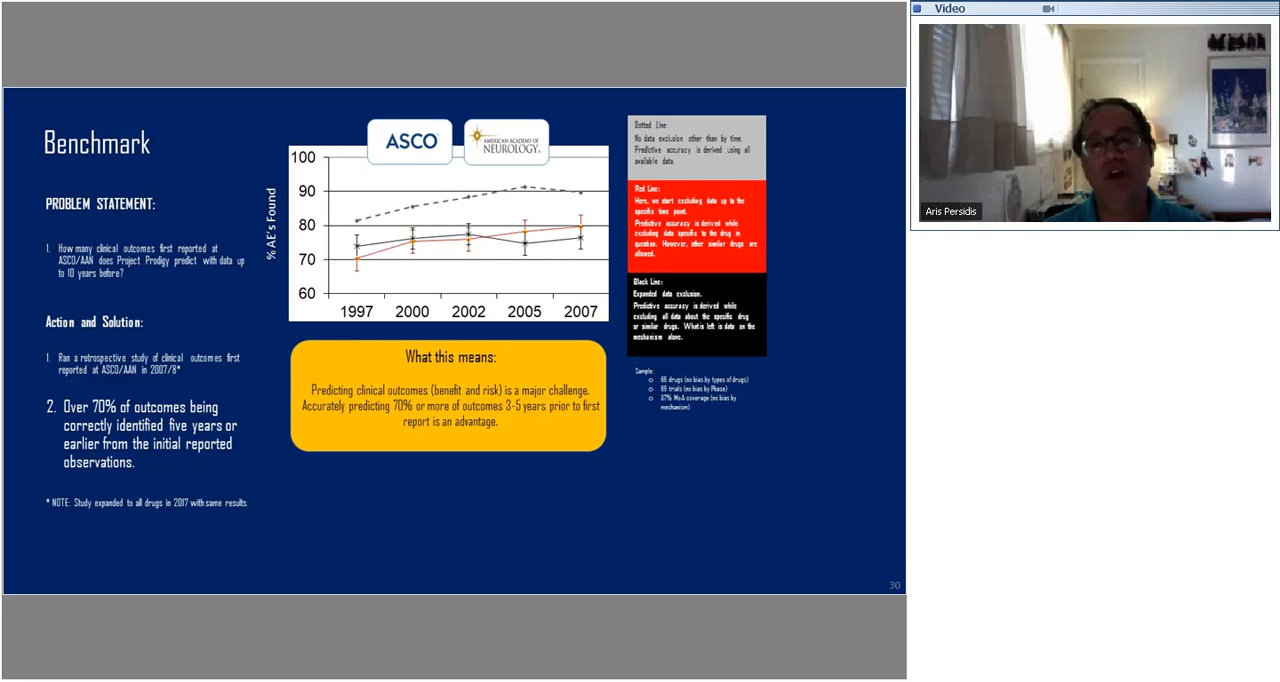 Video
Benchmark
PROBLEM STATEMENT:
1. How many clinical outcomes first reported at
ASCO/AAN does Project Prodigy predict with data up
to 10 years before?
Action and Solution:
1. Ran a retrospective study of clinical outcomes first
reported at ASCO/AAN in 2007/8*
2. Over 70% of outcomes being
correctly identified five years or
earlier from the initial reported
observations.
* NOTE: Study expanded to all drugs in 2017 with same results.
ASCO
AMERICAN ACADEMY OF
NEUROLOGY
% AE's Found
100
90
80
70
60
1997 2000 2002 2005 2007
What this means:
Predicting clinical outcomes (benefit and risk) is a major challenge.
Accurately predicting 70% or more of outcomes 3-5 years prior to first
report is an advantage.
Dotted Line:
No data exclusion other than by time.
Predictive accuracy is derived using all
available data.
Red Line:
Here, we start excluding data up to the
specific time point.
Predictive accuracy is derived while
excluding data specific to the drug in
question. However, other similar drugs are
allowed.
Black Line:
Expanded data exclusion.
Predictive accuracy is derived while
excluding all data about the specific drug
or similar drugs. What is left is data on the
mechanism alone.
Sample:
o 66 drugs (no bias by types of drugs)
o 69 trials (no bias by Phase)
o 87% MoA coverage (no bias by
mechanism)
30
Aris Persidis